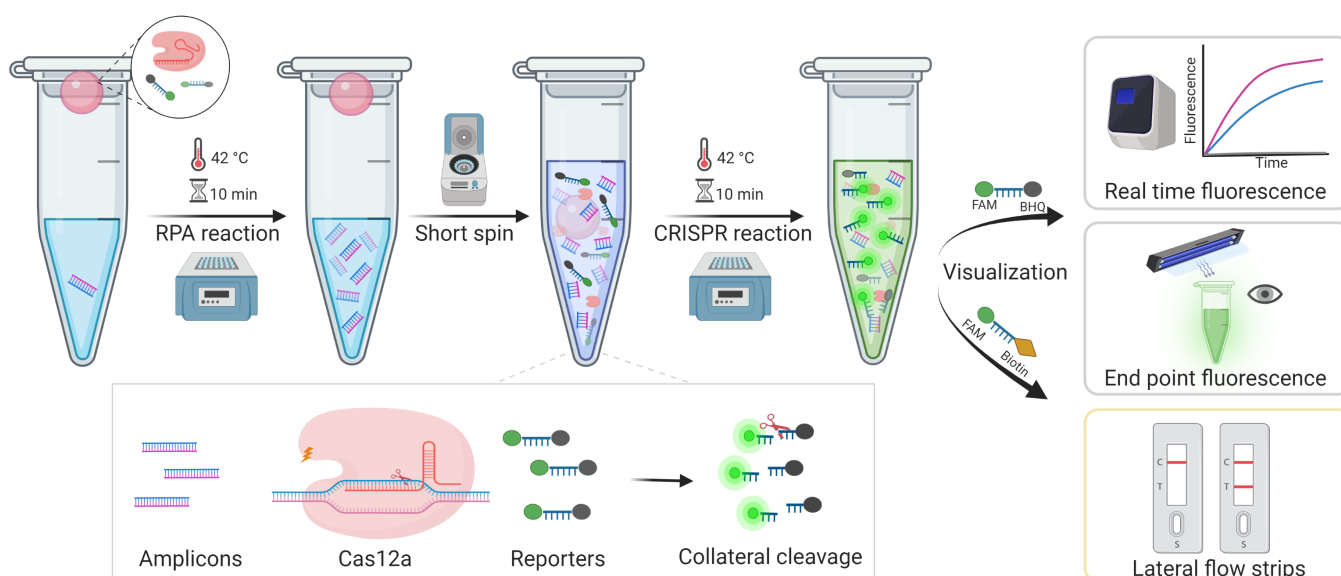 42 °C
10 min
RPA reaction
Short spin
42 °C
10 min
CRISPR reaction
FAM
BHQ
Visualization
FAM
Biotin
Fluorescence
Time
Real time fluorescence
End point fluorescence
C
T
S
C
T
S
Lateral flow strips
Amplicons
Cas12a
Reporters
Collateral cleavage